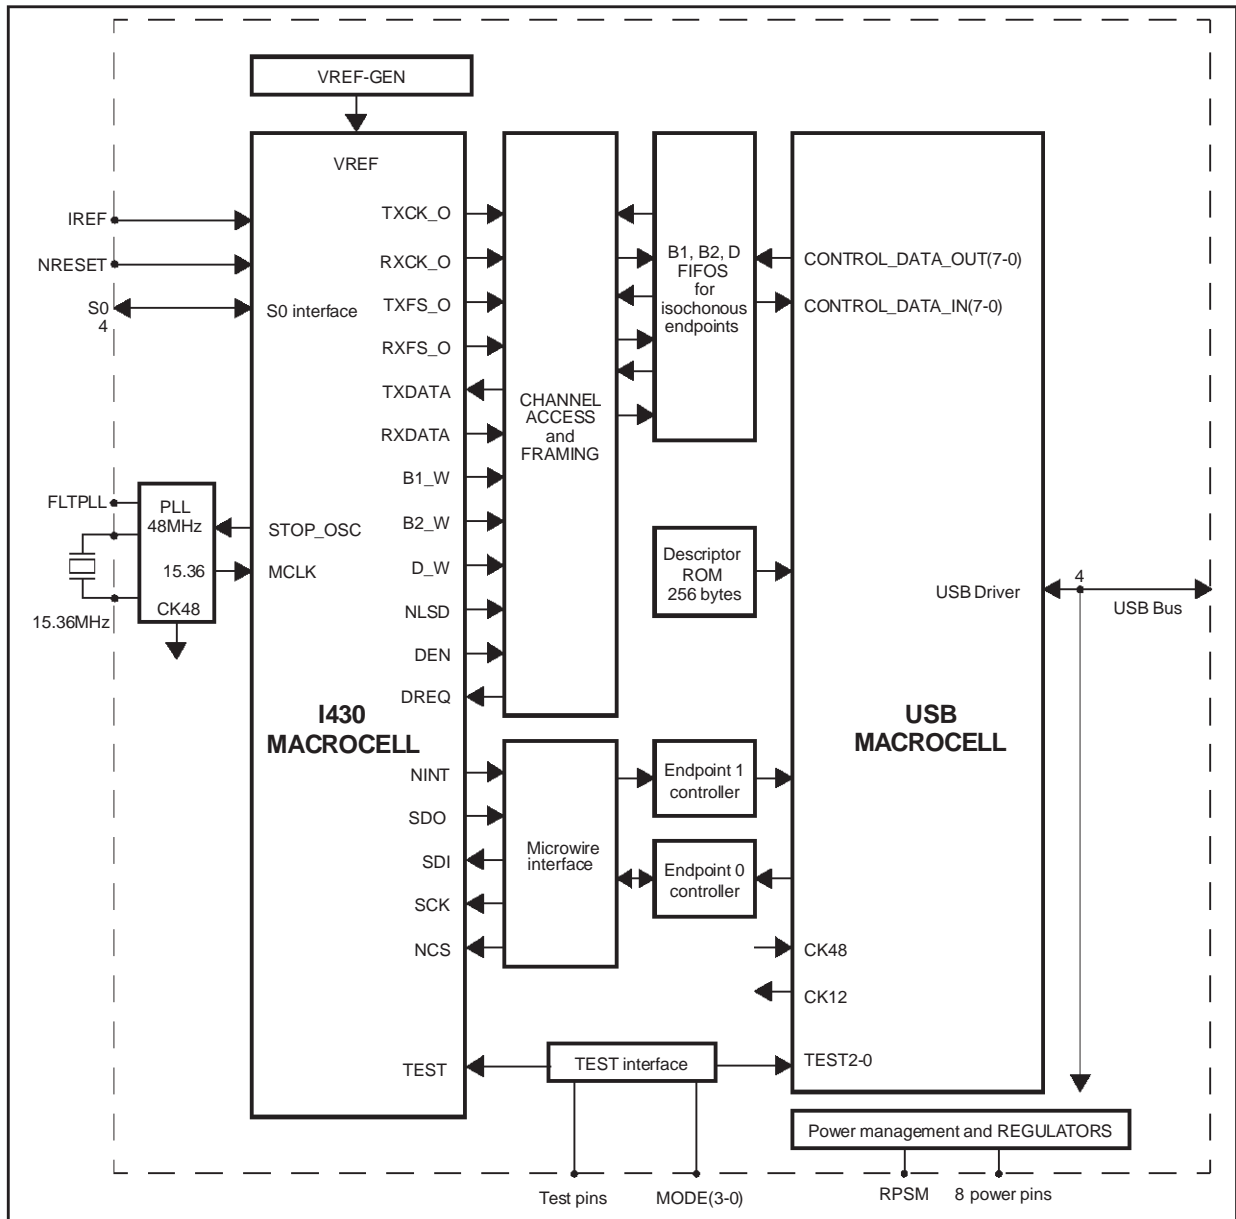 VREF-GEN
VREF
IREF
NRESET
S0
4
S0 interface
TXCK_O
RXCK_O
TXFS_O
RXFS_O
TXDATA
RXDATA
B1_W
B2_W
D_W
NLSD
DEN
DREQ
CHANNEL
ACCESS
and
FRAMING
B1, B2, D
FIFOS
for
isochonous
endpoints
CONTROL_DATA_OUT(7-0)
CONTROL_DATA_IN(7-0)
FLTPLL
PLL
48MHz
15.36
CK48
15.36MHz
STOP_OSC
MCLK
Descriptor
ROM
256 bytes
USB Driver
4
USB Bus
I430
MACROCELL
USB
MACROCELL
NINT
SDO
SDI
SCK
NCS
Microwire
interface
Endpoint 1
controller
Endpoint 0
controller
CK48
CK12
TEST
TEST interface
TEST2-0
Power management and REGULATORS
Test pins
MODE(3-0)
RPSM
8 power pins